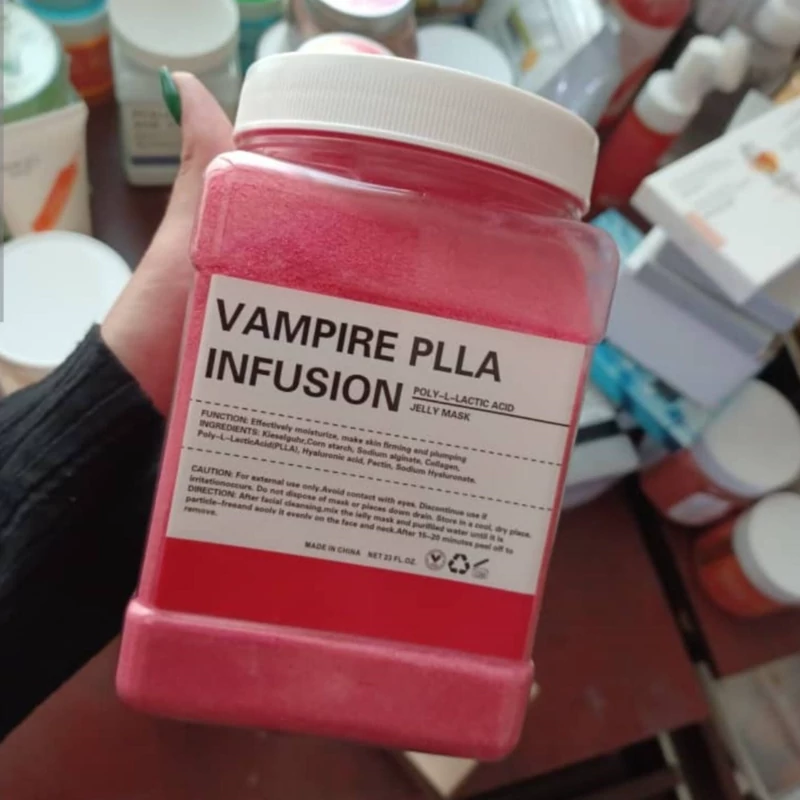 VAMPIRE PLLA
INFUSION
POLY-L-LACTIC ACID
JELLY MASK
FUNCTION: Effectively moisturize, make skin firming and plumping
INGREDIENTS: Kieselguhr,Corn starch, Sodium alginate, Collagen,
Poly-L-LacticAcid(PLLA), Hyaluronic acid, Pectin, Sodium Hyaluronate.
CAUTION: For external use only.Avoid contact with eyes. Discontinue use if
irritationoccurs. Do not dispose of mask or pieces down drain. Store in a cool, dry place.
DIRECTION: After facial cleansing,mix the jelly mask and purified water until it is
particle-freeand apply it evenly on the face and neck.After 15-20 minutes peel off to
remove.
MADE IN CHINA NET 23 FL.OZ.